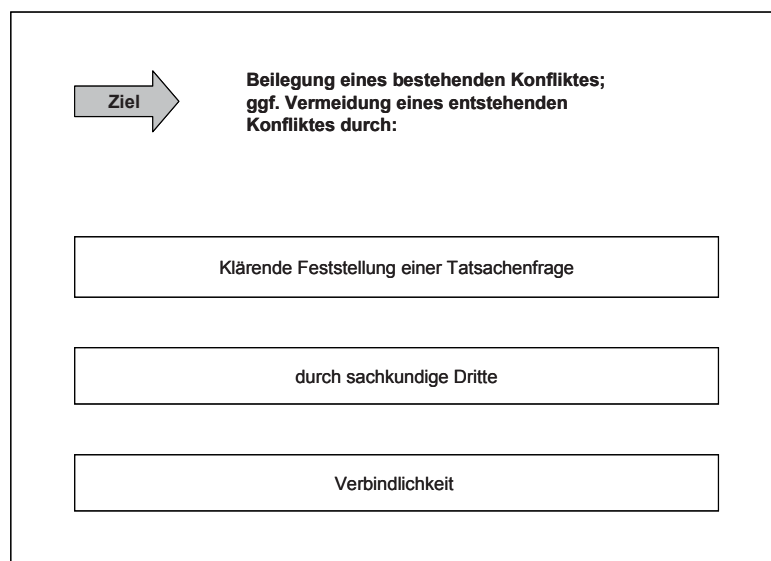 Ziel
Beilegung eines bestehenden Konfliktes;
ggf. Vermeidung eines entstehenden
Konfliktes durch:
Klärende Feststellung einer Tatsachenfrage
durch sachkundige Dritte
Verbindlichkeit